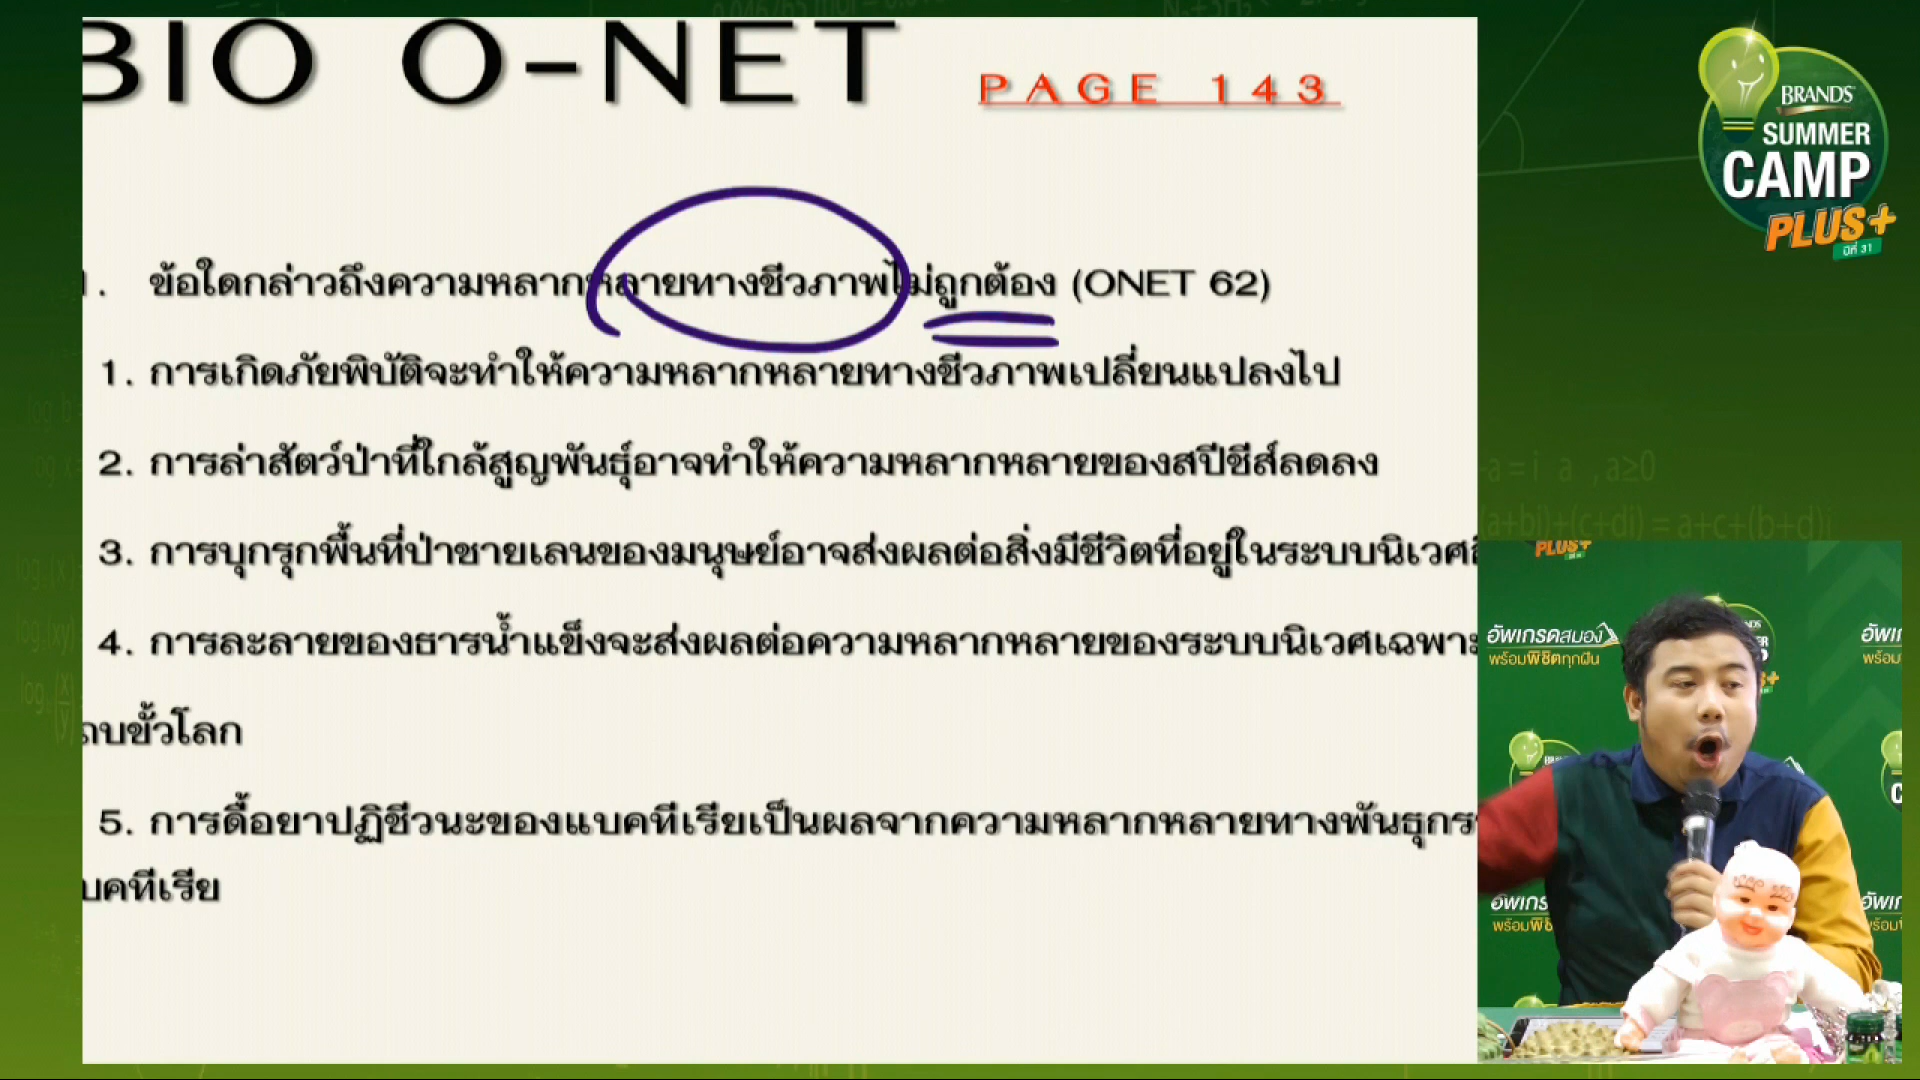 BIO O-NET PAGE 143
BRAND'S
SUMMER
CAMP
PLUS+
ปีที่ 31
1. ข้อใดกล่าวถึงความหลากหลายทางชีวภาพไม่ถูกต้อง (ONET 62)
1. การเกิดภัยพิบัติจะทำให้ความหลากหลายทางชีวภาพเปลี่ยนแปลงไป
2. การล่าสัตว์ป่าที่ใกล้สูญพันธุ์อาจทำให้ความหลากหลายของสปีชีส์ลดลง
3. การบุกรุกพื้นที่ป่าชายเลนของมนุษย์อาจส่งผลต่อสิ่งมีชีวิตที่อยู่ในระบบนิเวศ
4. การละลายของธารน้ำแข็งจะส่งผลต่อความหลากหลายของระบบนิเวศเฉพาะ
แถบขั้วโลก
5. การดื้อยาปฏิชีวนะของแบคทีเรียเป็นผลจากความหลากหลายทางพันธุกร
บคทีเรีย
a = i a , a≥0
(a+bi)+(c+di) = a+c+(b+d)i
PLUS+
อัพเกรดสมอง
พร้อมพิชิตทุกฝัน